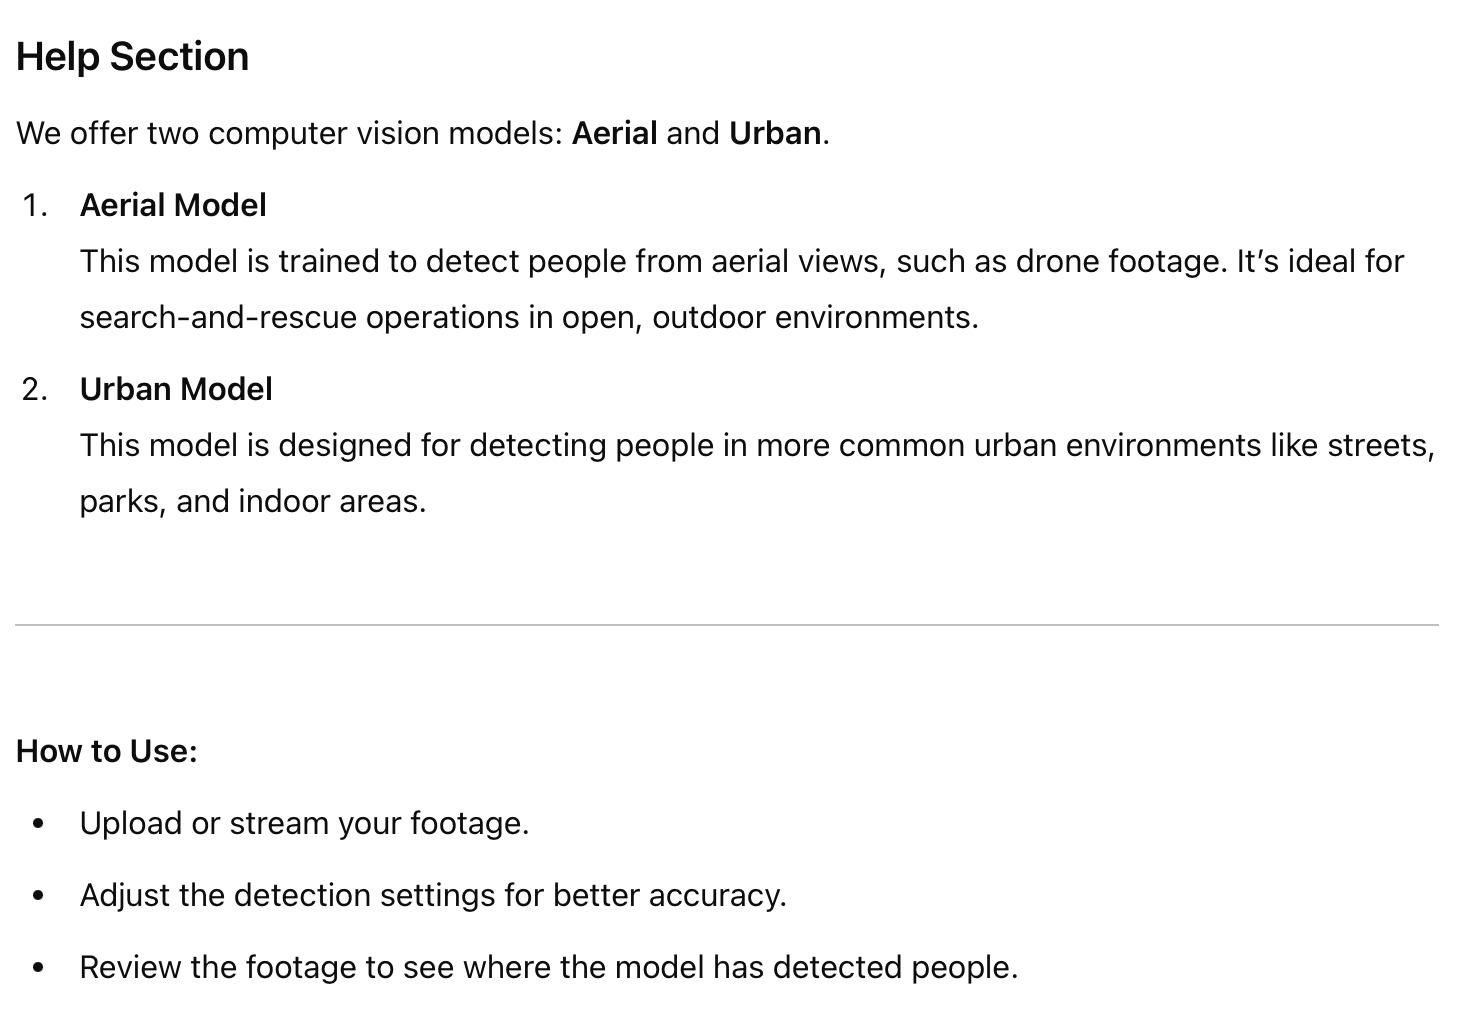 Help Section
We offer two computer vision models: Aerial and Urban.
1. Aerial Model
This model is trained to detect people from aerial views, such as drone footage. It’s ideal for
search-and-rescue operations in open, outdoor environments.
2. Urban Model
This model is designed for detecting people in more common urban environments like streets,
parks, and indoor areas.
How to Use:
• Upload or stream your footage.
• Adjust the detection settings for better accuracy.
• Review the footage to see where the model has detected people.